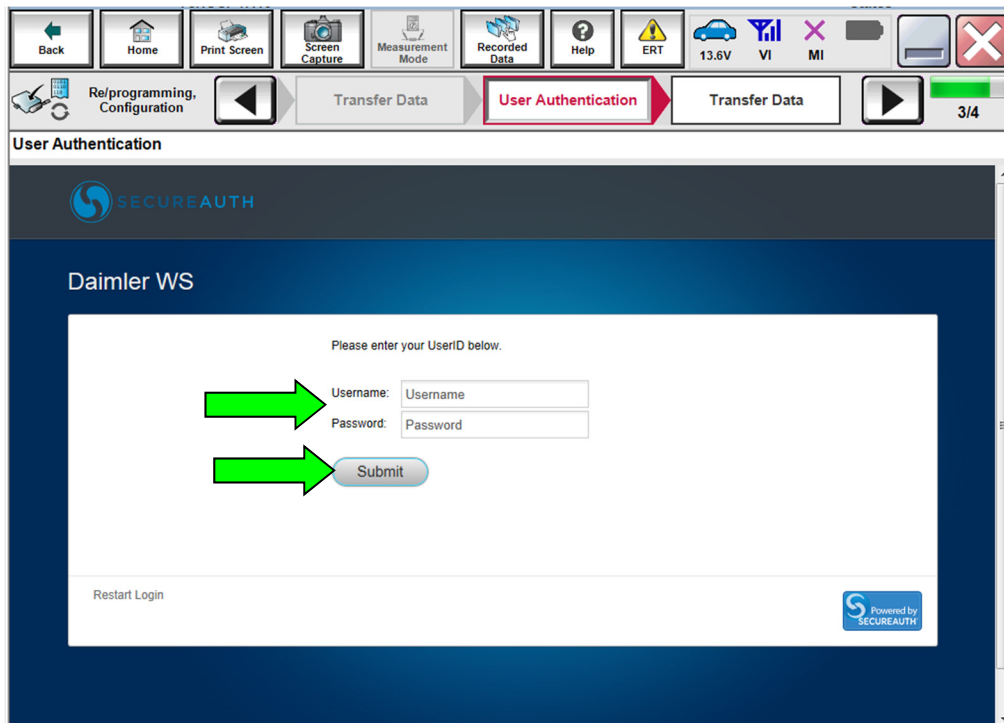 Back
Home
Print Screen
Screen
Capture
Measurement
Mode
Recorded
Data
Help
ERT
13.6V
VI
MI
Re/programming,
Configuration
Transfer Data
User Authentication
Transfer Data
3/4
User Authentication
SECUREAUTH
Daimler WS
Please enter your UserID below.
Username:
Username
Password:
Password
Submit
Restart Login
Powered by
SECUREAUTH